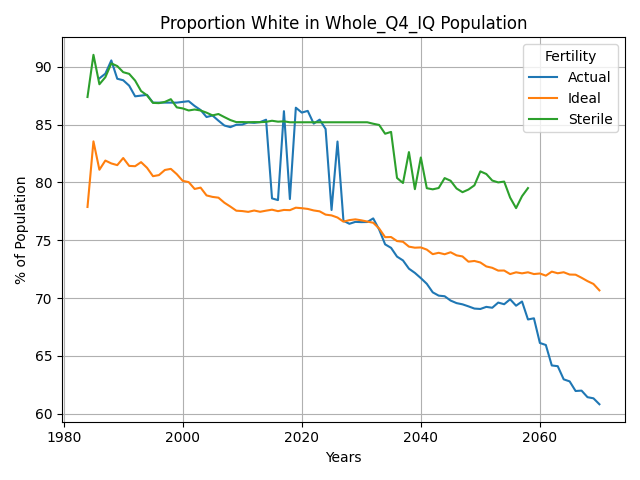 Proportion White in Whole_Q4_IQ Population
Fertility
Actual
Ideal
Sterile
% of Population
90
85
80
75
70
65
60
1980
2000
2020
2040
2060
Years